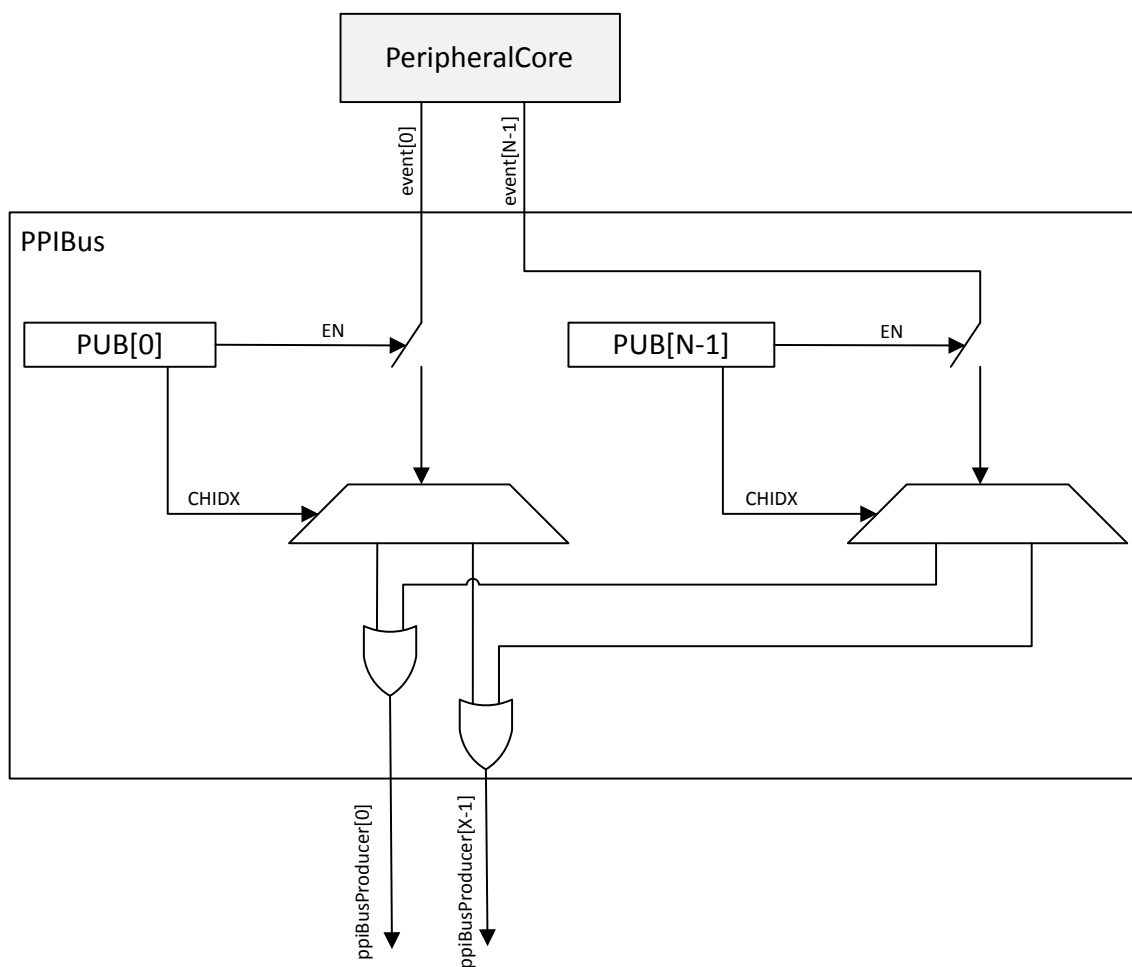 PeripheralCore
event[0]
event[N-1]
PPIBus
PUB[0]
EN
PUB[N-1]
EN
CHIDX
CHIDX
ppiBusProducer[0]
ppiBusProducer[X-1]